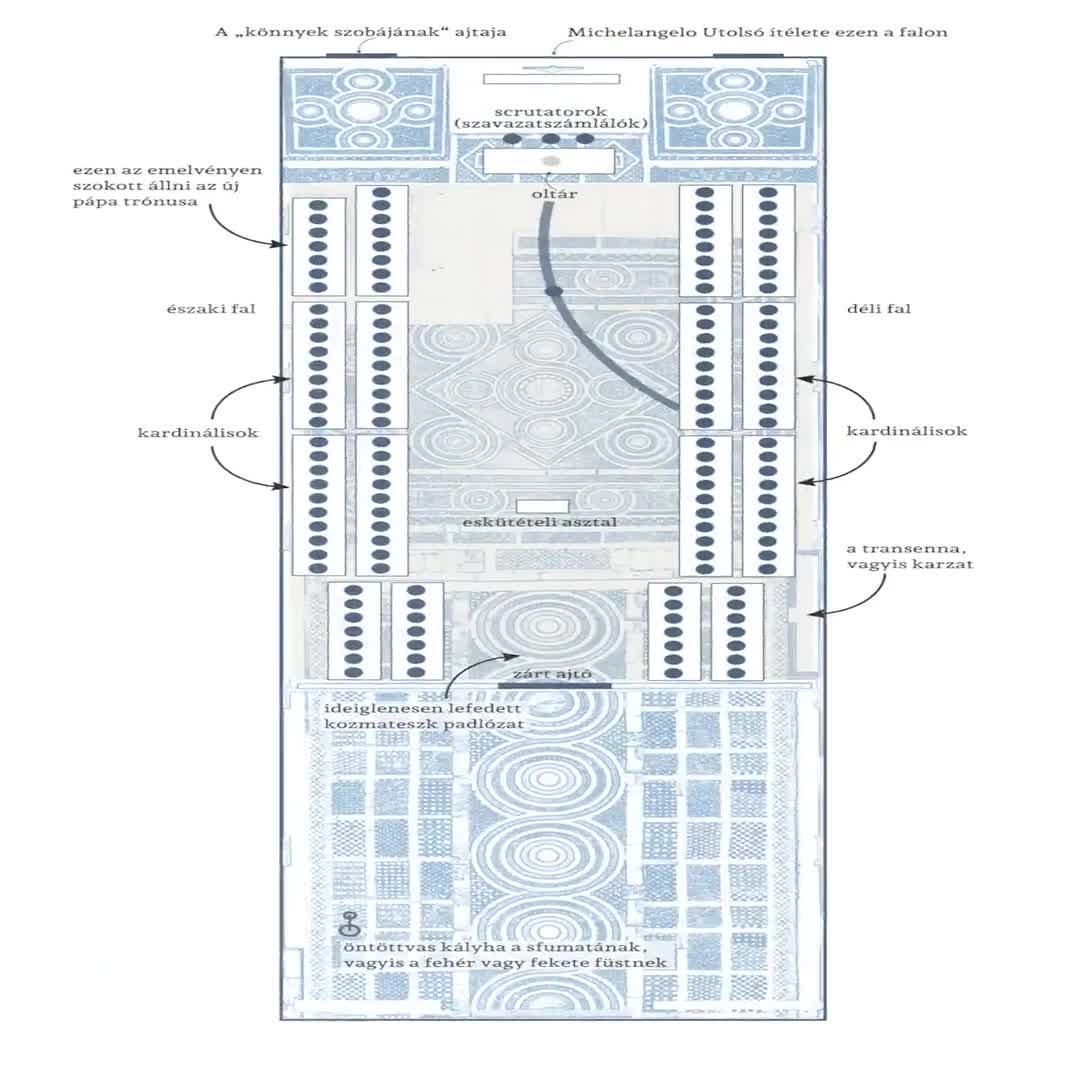 A „könnyek szobájának“ ajtaja
Michelangelo Utolsó ítélete ezen a falon
scrutatorok
(szavazatszámlálók)
ezen az emelvényen
szokott állni az új
pápa trónusa
oltár
északi fal
déli fal
kardinálisok
kardinálisok
eskütételi asztal
a transenna,
vagyis karzat
zárt ajtó
ideiglenesen lefedett
kozmateszk padlózat
öntöttvas kályha a sfumatának,
vagyis a fehér vagy fekete füstnek